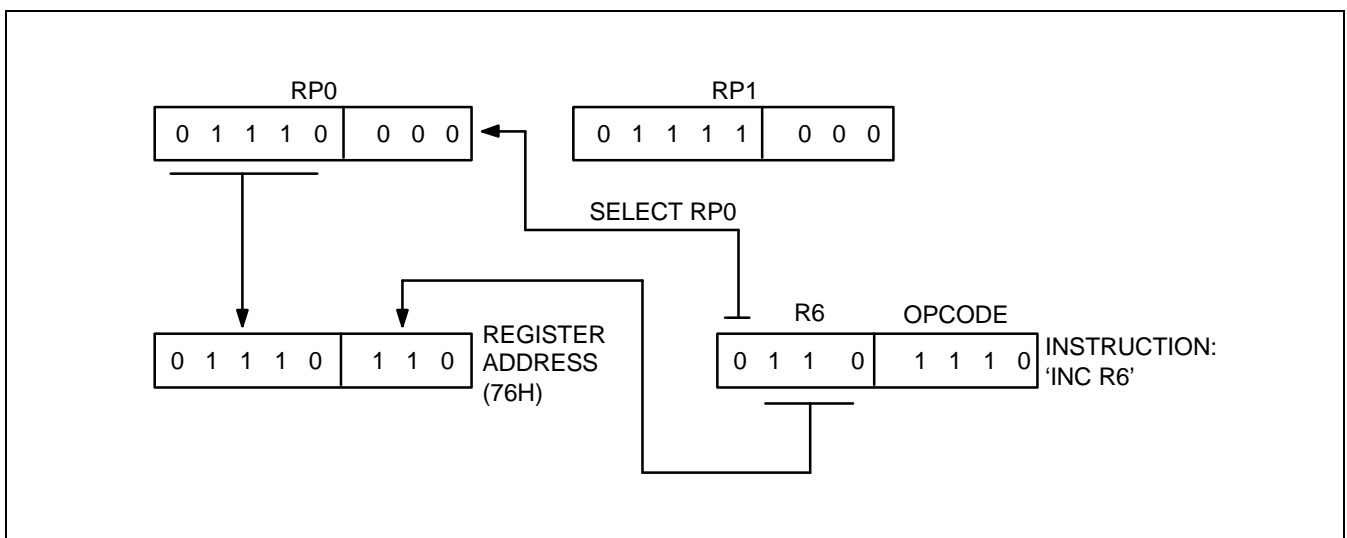 RP0
RP1
0 1 1 1 0 0 0 0
0 1 1 1 1 0 0 0
SELECT RP0
R6
OPCODE
0 1 1 1 0 1 1 0
REGISTER
ADDRESS
(76H)
0 1 1 0 1 1 1 0
INSTRUCTION:
‘INC R6’